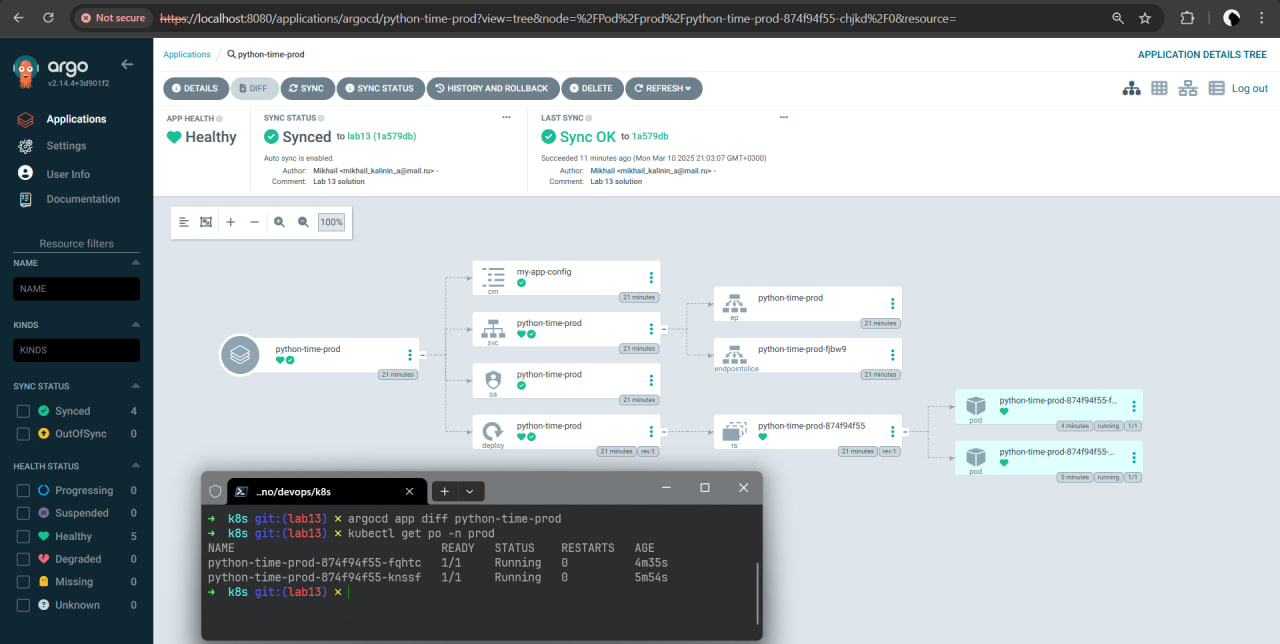 Not secure https://localhost:8080/applications/argocd/python-time-prod?view=tree&node=%2FPod%2Fprod%2Fpython-time-prod-874f94f55-chjkd%2F0&resource=
argo
v2.14.4+3d901f2
Applications
Settings
User Info
Documentation
Resource filters
NAME
NAME
KINDS
KINDS
SYNC STATUS
Synced 4
OutOfSync 0
HEALTH STATUS
Progressing 0
Suspended 0
Healthy 5
Degraded 0
Missing 0
Unknown 0
Applications / python-time-prod
APPLICATION DETAILS TREE
DETAILS DIFF SYNC SYNC STATUS HISTORY AND ROLLBACK DELETE REFRESH
Log out
APP HEALTH
Healthy
SYNC STATUS
Synced to lab13 (1a579db)
Auto sync is enabled.
Author: Mikhail <mikhail_kalinin_a@mail.ru> -
Comment: Lab 13 solution
LAST SYNC
Sync OK to 1a579db
Succeeded 11 minutes ago (Mon Mar 10 2025 21:03:07 GMT+0300)
Author: Mikhail <mikhail_kalinin_a@mail.ru> -
Comment: Lab 13 solution
100%
python-time-prod
21 minutes
my-app-config
cm
21 minutes
python-time-prod
svc
21 minutes
python-time-prod
sa
21 minutes
python-time-prod
deploy
21 minutes rev:1
python-time-prod
ep
21 minutes
python-time-prod-fjbw9
endpointslice
21 minutes
python-time-prod-874f94f55
rs
21 minutes rev:1
python-time-prod-874f94f55-f...
pod
4 minutes running 1/1
python-time-prod-874f94f55-...
pod
5 minutes running 1/1
..no/devops/k8s
→ k8s git:(lab13) × argocd app diff python-time-prod
→ k8s git:(lab13) × kubectl get po -n prod
NAME READY STATUS RESTARTS AGE
python-time-prod-874f94f55-fqhtc 1/1 Running 0 4m35s
python-time-prod-874f94f55-knssf 1/1 Running 0 5m54s
→ k8s git:(lab13) ×